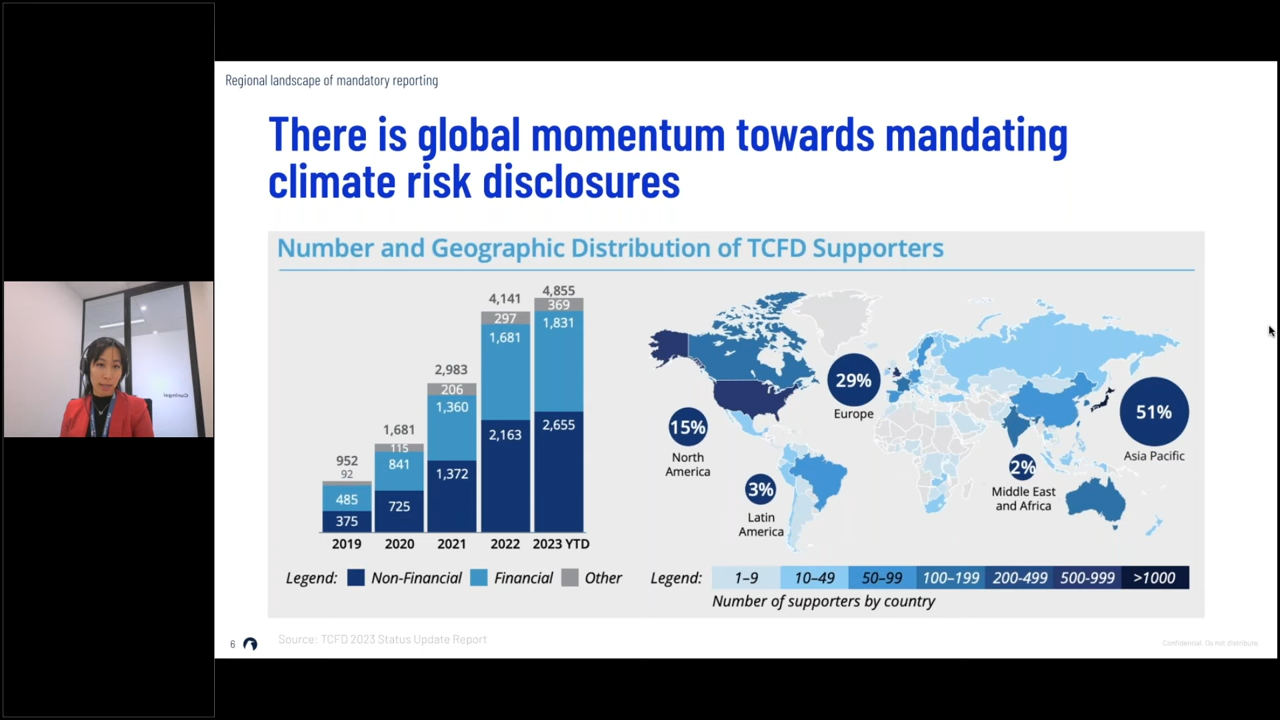 Regional landscape of mandatory reporting
There is global momentum towards mandating
climate risk disclosures
Number and Geographic Distribution of TCFD Supporters
952
92
485
375
2019
1,681
115
841
725
2020
2,983
206
1,360
1,372
2021
4,141
297
1,681
2,163
2022
4,855
369
1,831
2,655
2023 YTD
Legend: Non-Financial Financial Other
15%
North
America
3%
Latin
America
29%
Europe
2%
Middle East
and Africa
51%
Asia Pacific
Legend: 1–9 10–49 50–99 100–199 200-499 500-999 >1000
Number of supporters by country
6
Source: TCFD 2023 Status Update Report
Confidential. Do not distribute.